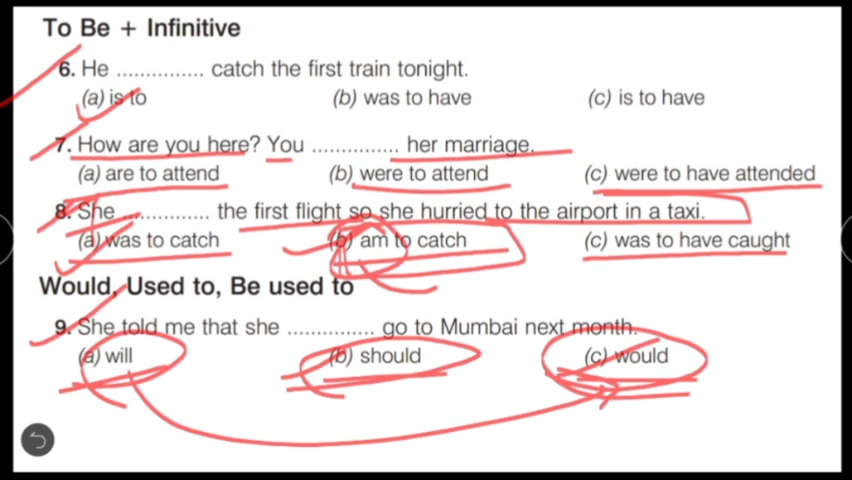 To Be + Infinitive
6. He ............... catch the first train tonight.
(a) is to (b) was to have (c) is to have
7. How are you here? You ............... her marriage.
(a) are to attend (b) were to attend (c) were to have attended
8. She ............... the first flight so she hurried to the airport in a taxi.
(a) was to catch (b) am to catch (c) was to have caught
Would, Used to, Be used to
9. She told me that she ............... go to Mumbai next month.
(a) will (b) should (c) would